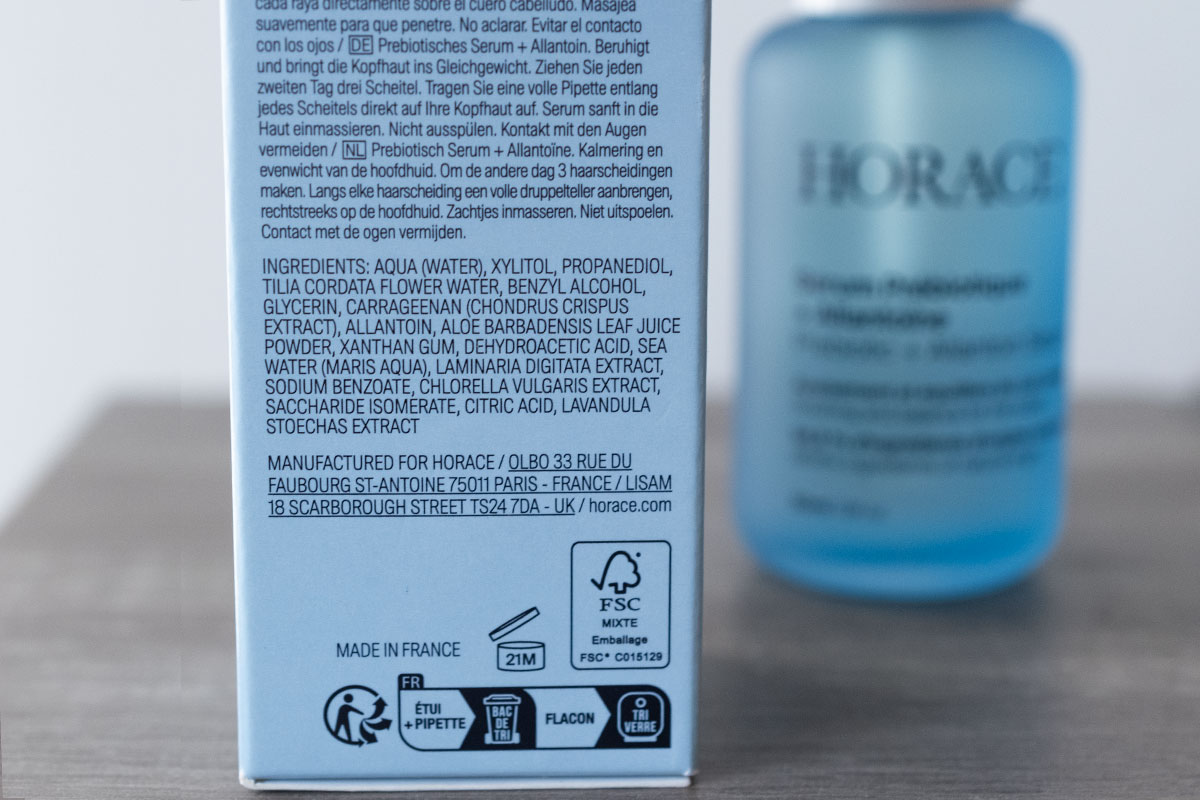 cada raya directamente sobre el cuero cabelludo. Masajea
suavemente para que penetre. No aclarar. Evitar el contacto
con los ojos / DE Prebiotisches Serum + Allantoin. Beruhigt
und bringt die Kopfhaut ins Gleichgewicht. Ziehen Sie jeden
zweiten Tag drei Scheitel. Tragen Sie eine volle Pipette entlang
jedes Scheitels direkt auf Ihre Kopfhaut auf. Serum sanft in die
Haut einmassieren. Nicht ausspülen. Kontakt mit den Augen
vermeiden / NL Prebiotisch Serum + Allantoïne. Kalmering en
evenwicht van de hoofdhuid. Om de andere dag 3 haarscheidingen
maken. Langs elke haarscheiding een volle druppelteller aanbrengen,
rechtstreeks op de hoofdhuid. Zachtjes inmasseren. Niet uitspoelen.
Contact met de ogen vermijden.
INGREDIENTS: AQUA (WATER), XYLITOL, PROPANEDIOL,
TILIA CORDATA FLOWER WATER, BENZYL ALCOHOL,
GLYCERIN, CARRAGEENAN (CHONDRUS CRISPUS
EXTRACT), ALLANTOIN, ALOE BARBADENSIS LEAF JUICE
POWDER, XANTHAN GUM, DEHYDROACETIC ACID, SEA
WATER (MARIS AQUA), LAMINARIA DIGITATA EXTRACT,
SODIUM BENZOATE, CHLORELLA VULGARIS EXTRACT,
SACCHARIDE ISOMERATE, CITRIC ACID, LAVANDULA
STOECHAS EXTRACT
MANUFACTURED FOR HORACE / OLBO 33 RUE DU
FAUBOURG ST-ANTOINE 75011 PARIS - FRANCE / LISAM
18 SCARBOROUGH STREET TS24 7DA - UK / horace.com
FSC
MIXTE
Emballage
FSC® C015129
MADE IN FRANCE
21M
FR
ÉTUI
+ PIPETTE
BAC
DE
TRI
FLACON
TRI
VERRE
HORACE
Sérum Prébiotique
+ Allantoïne